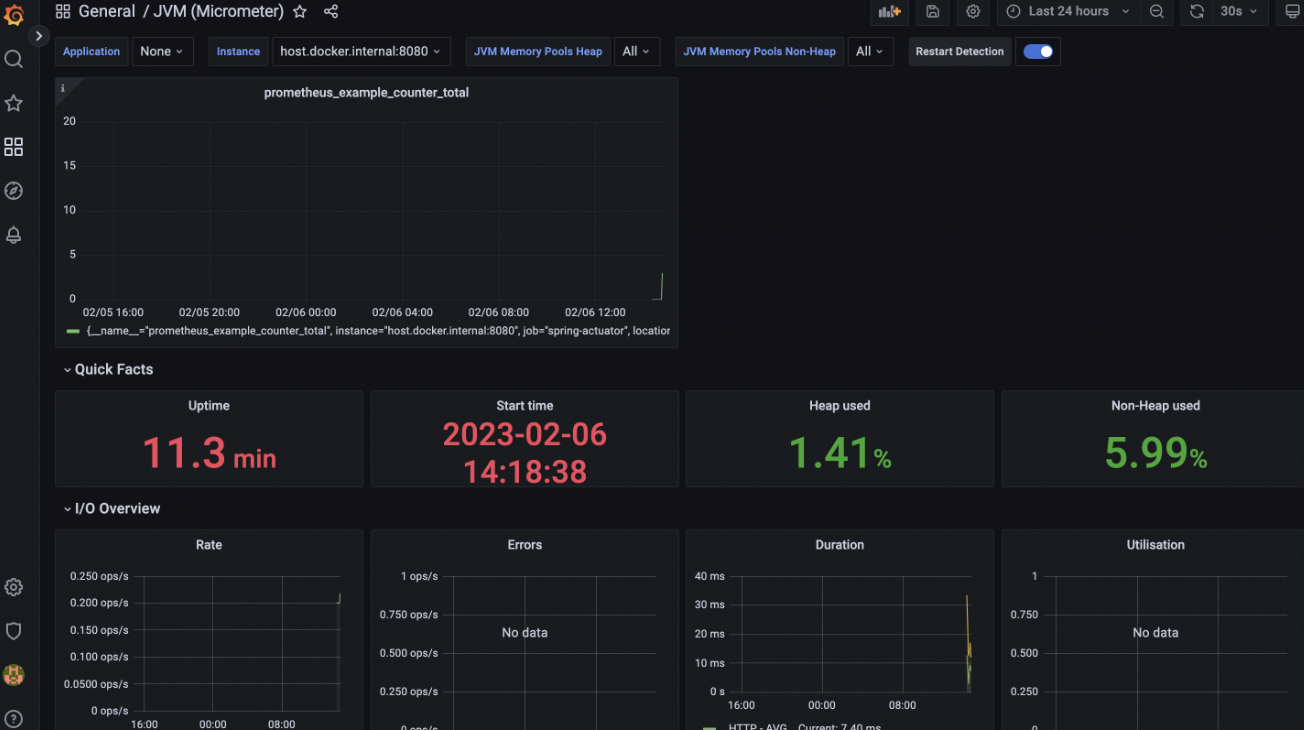 General / JVM (Micrometer)
Last 24 hours
30s
Application None Instance host.docker.internal:8080 JVM Memory Pools Heap All JVM Memory Pools Non-Heap All Restart Detection
i
prometheus_example_counter_total
20
15
10
5
0
02/05 16:00 02/05 20:00 02/06 00:00 02/06 04:00 02/06 08:00 02/06 12:00
{__name__="prometheus_example_counter_total", instance="host.docker.internal:8080", job="spring-actuator", location
Quick Facts
Uptime
11.3 min
Start time
2023-02-06
14:18:38
Heap used
1.41%
Non-Heap used
5.99%
I/O Overview
Rate
0.250 ops/s
0.200 ops/s
0.150 ops/s
0.100 ops/s
0.0500 ops/s
0 ops/s
16:00 00:00 08:00
Errors
1 ops/s
0.750 ops/s
No data
0.500 ops/s
0.250 ops/s
0 ops/s
Duration
40 ms
30 ms
20 ms
10 ms
0 s
16:00 00:00 08:00
HTTP - AVG Current: 7.40 ms
Utilisation
1
0.750
No data
0.500
0.250
0